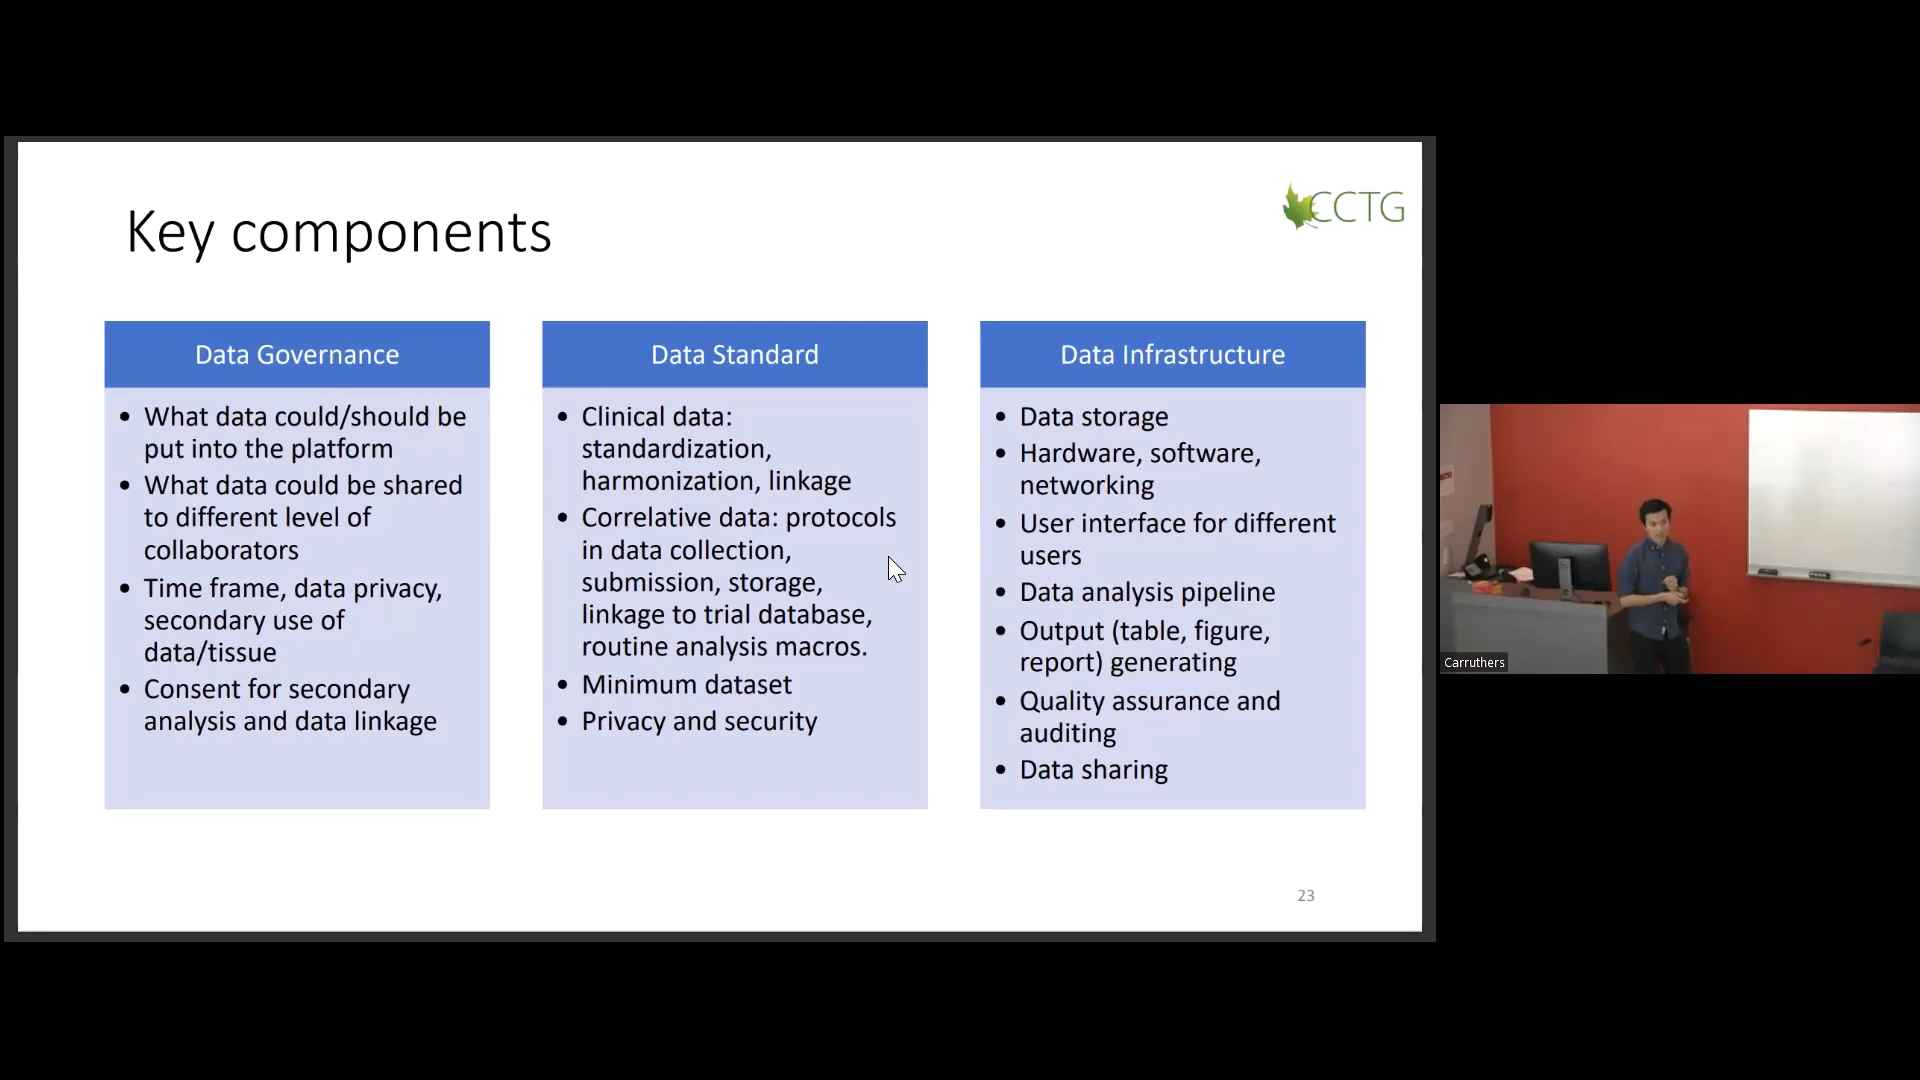 Key components
CCTG
Data Governance
• What data could/should be
put into the platform
• What data could be shared
to different level of
collaborators
• Time frame, data privacy,
secondary use of
data/tissue
• Consent for secondary
analysis and data linkage
Data Standard
• Clinical data:
standardization,
harmonization, linkage
• Correlative data: protocols
in data collection,
submission, storage,
linkage to trial database,
routine analysis macros.
• Minimum dataset
• Privacy and security
Data Infrastructure
• Data storage
• Hardware, software,
networking
• User interface for different
users
• Data analysis pipeline
• Output (table, figure,
report) generating
• Quality assurance and
auditing
• Data sharing
23
Carruthers